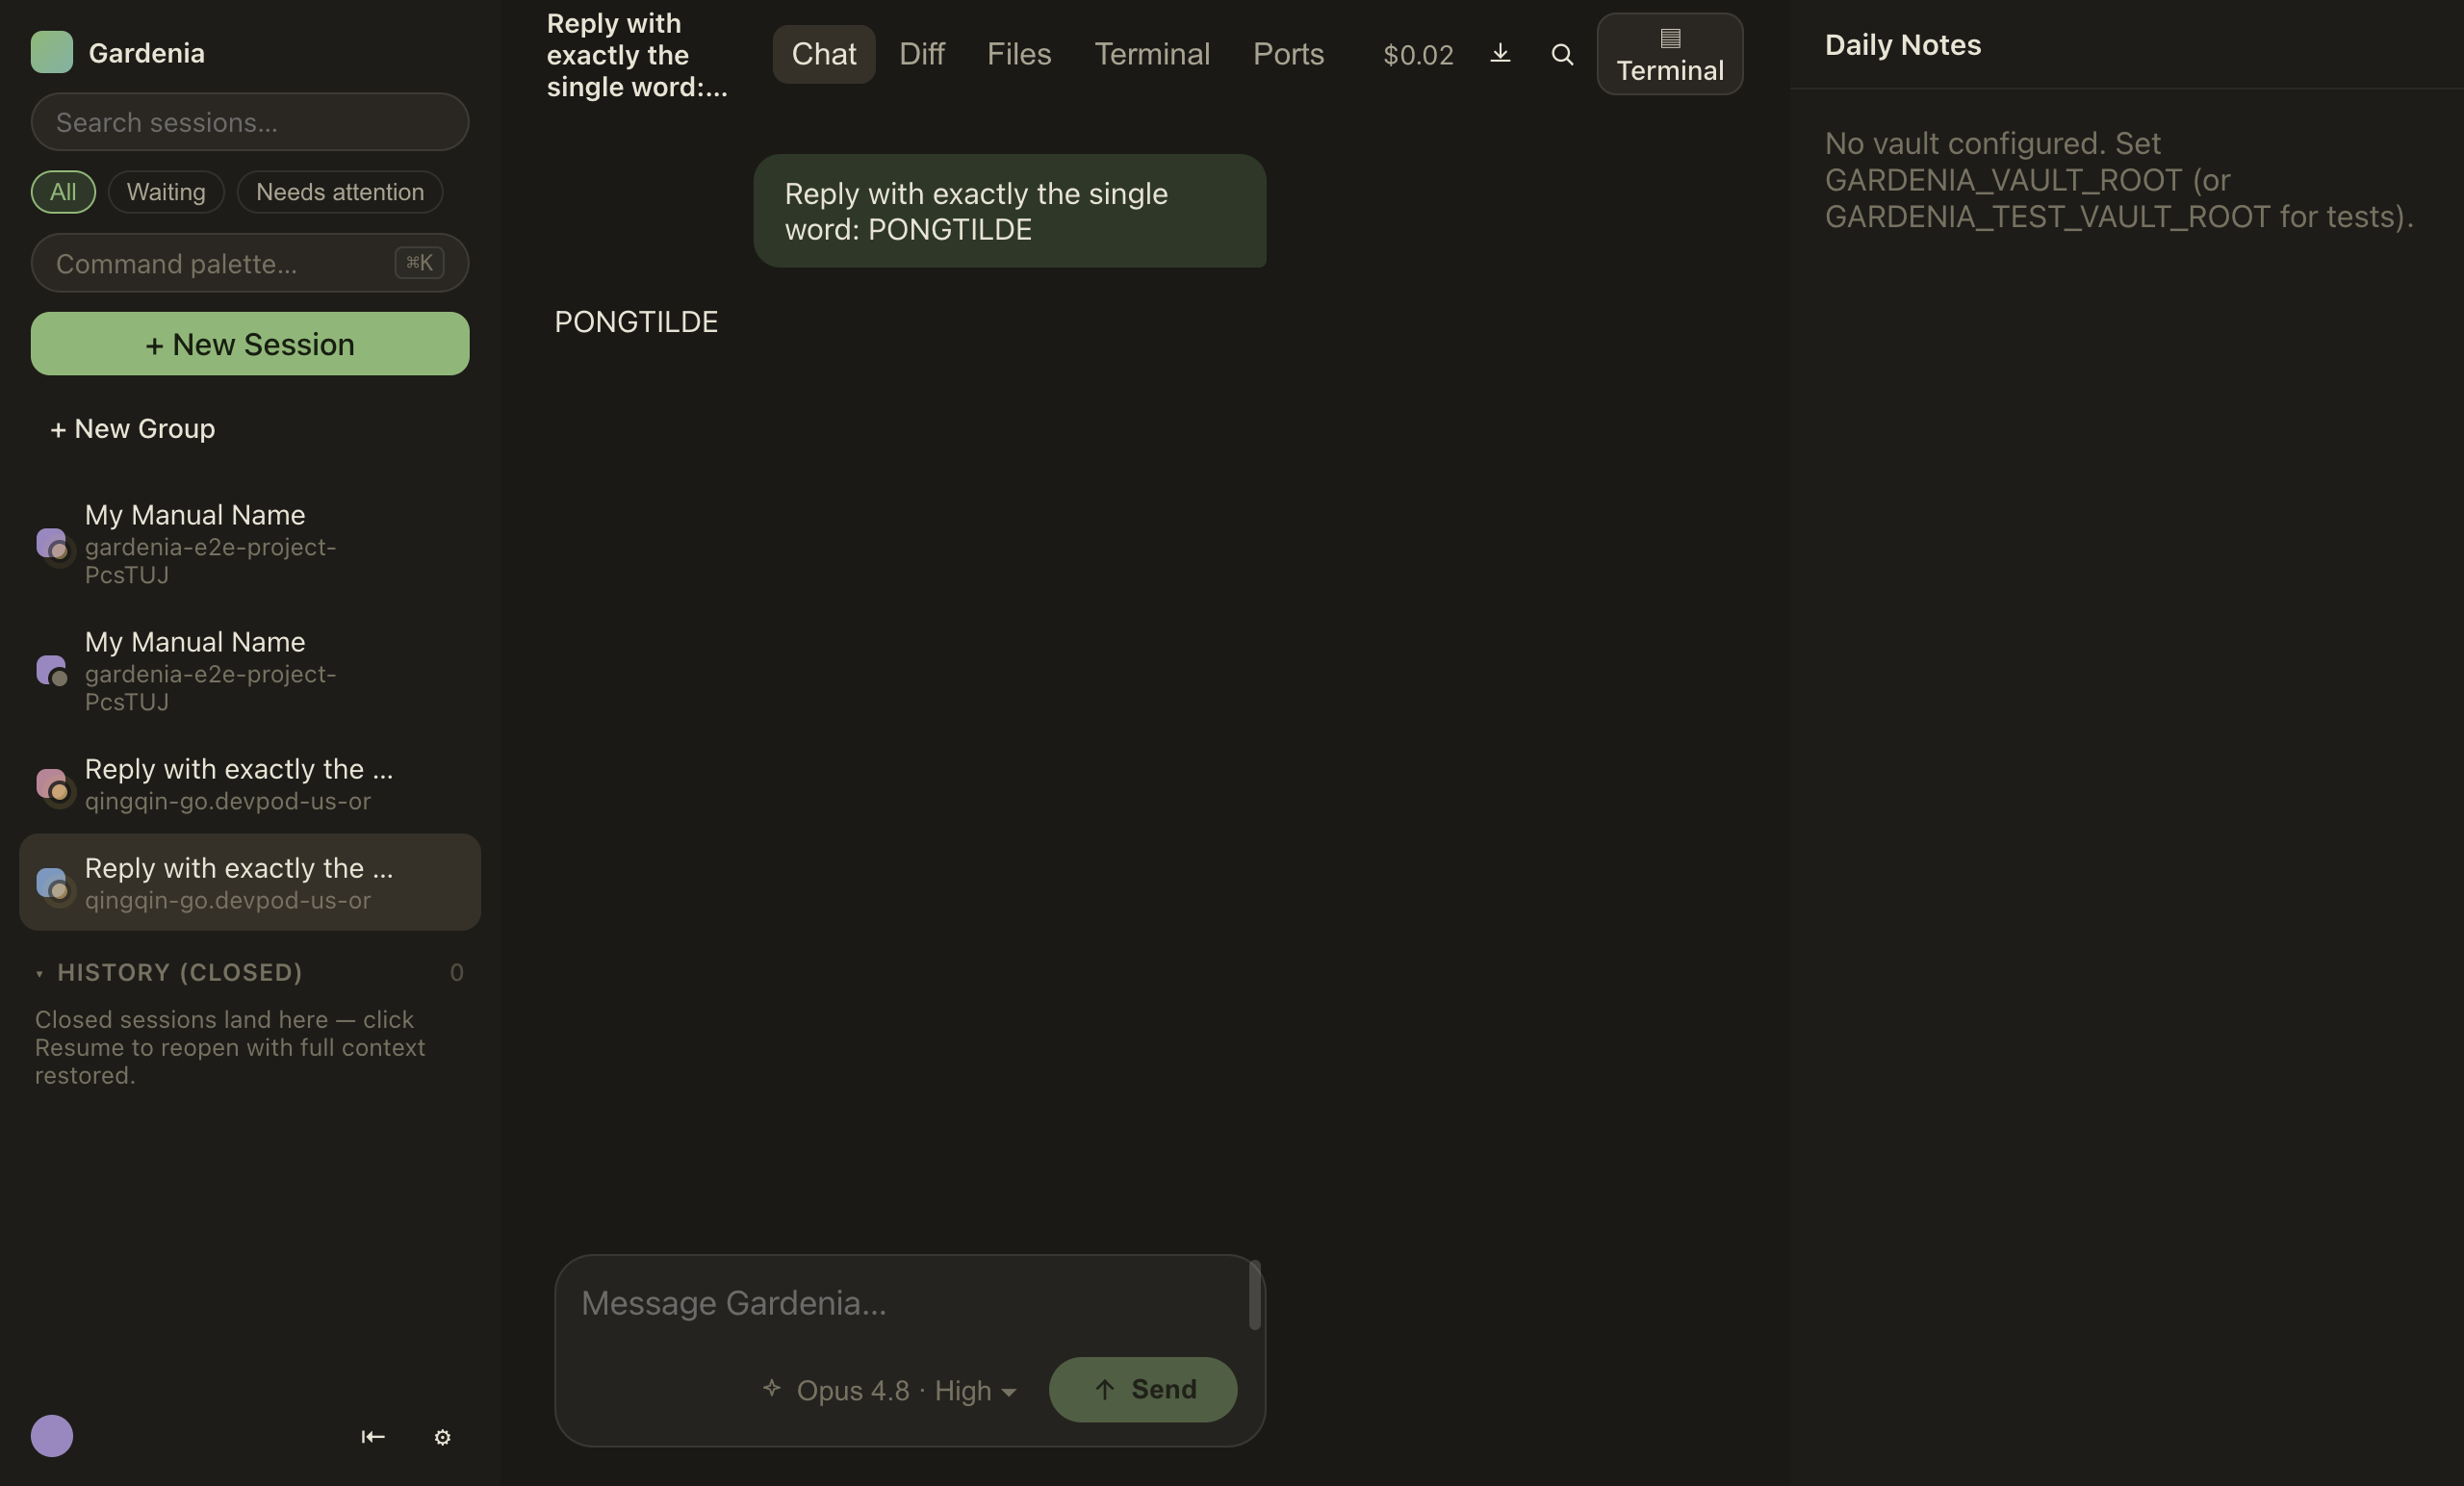 Gardenia
Search sessions...
All
Waiting
Needs attention
Command palette...
⌘K
+ New Session
+ New Group
My Manual Name
gardenia-e2e-project-
PcsTUJ
My Manual Name
gardenia-e2e-project-
PcsTUJ
Reply with exactly the ...
qingqin-go.devpod-us-or
Reply with exactly the ...
qingqin-go.devpod-us-or
▾ HISTORY (CLOSED) 0
Closed sessions land here — click
Resume to reopen with full context
restored.
Reply with
exactly the
single word:...
Chat
Diff
Files
Terminal
Ports
$0.02
Terminal
Reply with exactly the single
word: PONGTILDE
PONGTILDE
Message Gardenia...
Opus 4.8 · High
↑ Send
Daily Notes
No vault configured. Set
GARDENIA_VAULT_ROOT (or
GARDENIA_TEST_VAULT_ROOT for tests).